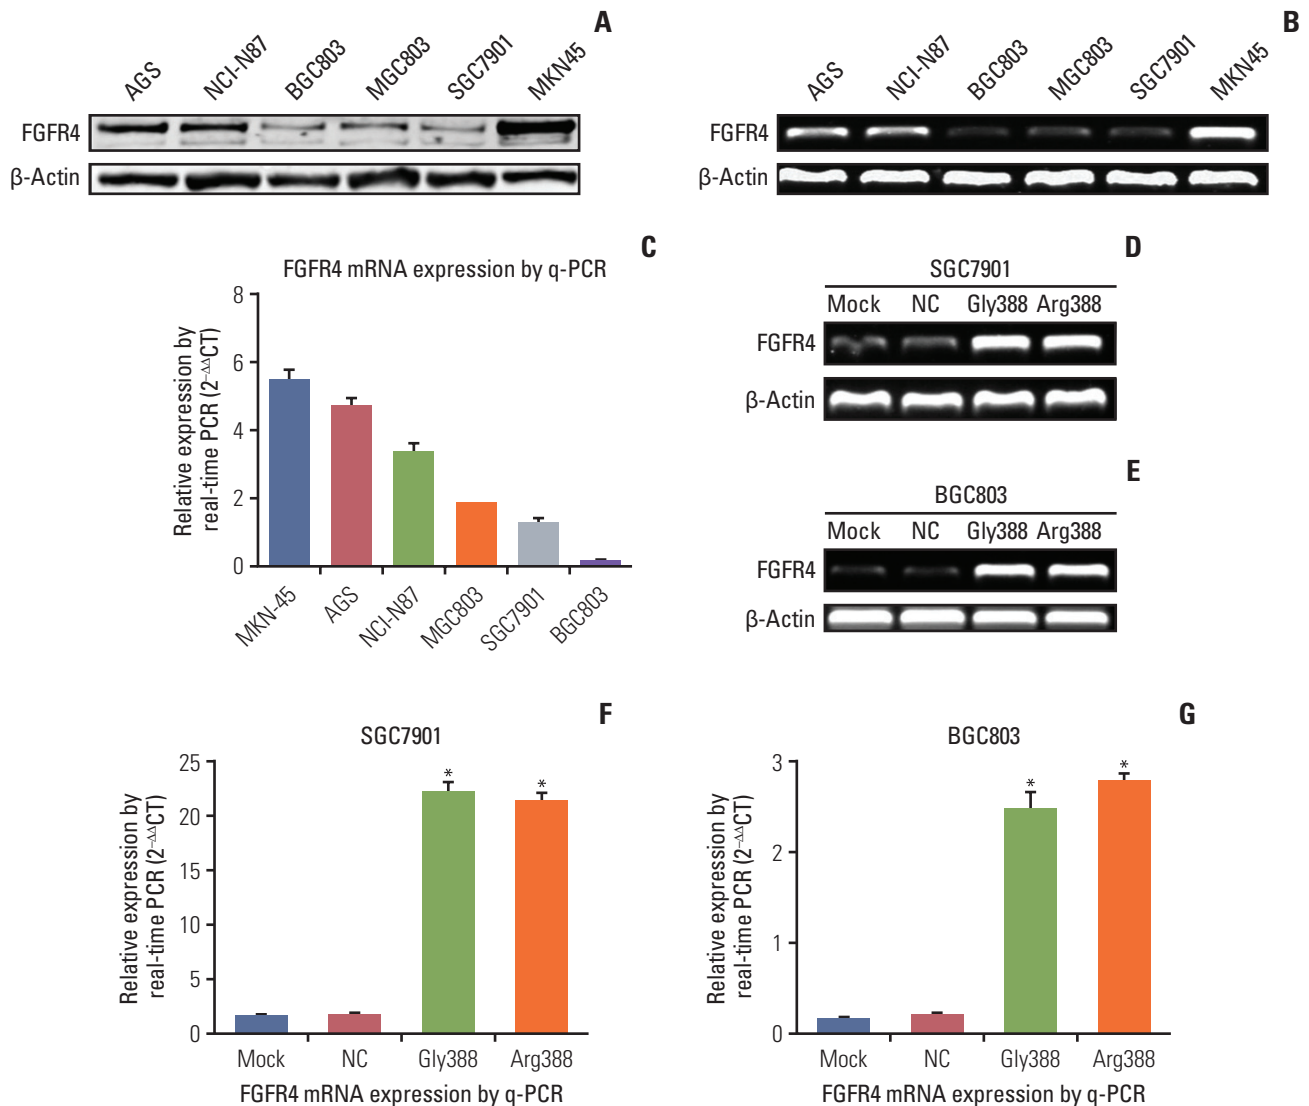 A
AGS NCI-N87 BGC803 MGC803 SGC7901 MKN45
FGFR4
β-Actin
B
AGS NCI-N87 BGC803 MGC803 SGC7901 MKN45
FGFR4
β-Actin
C
FGFR4 mRNA expression by q-PCR
Relative expression by
real-time PCR (2⁻ΔΔCT)
8
6
4
2
0
MKN-45 AGS NCI-N87 MGC803 SGC7901 BGC803
D
SGC7901
Mock NC Gly388 Arg388
FGFR4
β-Actin
E
BGC803
Mock NC Gly388 Arg388
FGFR4
β-Actin
F
SGC7901
Relative expression by
real-time PCR (2⁻ΔΔCT)
25
20
15
10
5
0
* *
Mock NC Gly388 Arg388
FGFR4 mRNA expression by q-PCR
G
BGC803
Relative expression by
real-time PCR (2⁻ΔΔCT)
3
2
1
0
* *
Mock NC Gly388 Arg388
FGFR4 mRNA expression by q-PCR